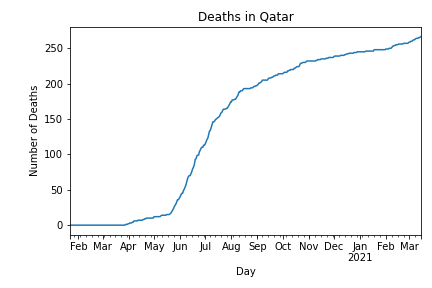 Deaths in Qatar
Number of Deaths
250
200
150
100
50
0
Feb Mar Apr May Jun Jul Aug Sep Oct Nov Dec Jan Feb Mar
2021
Day